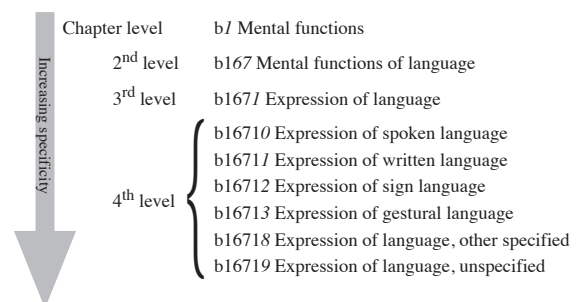 Increasing specificity
Chapter level b1 Mental functions
2nd level b167 Mental functions of language
3rd level b1671 Expression of language
4th level
b16710 Expression of spoken language
b16711 Expression of written language
b16712 Expression of sign language
b16713 Expression of gestural language
b16718 Expression of language, other specified
b16719 Expression of language, unspecified